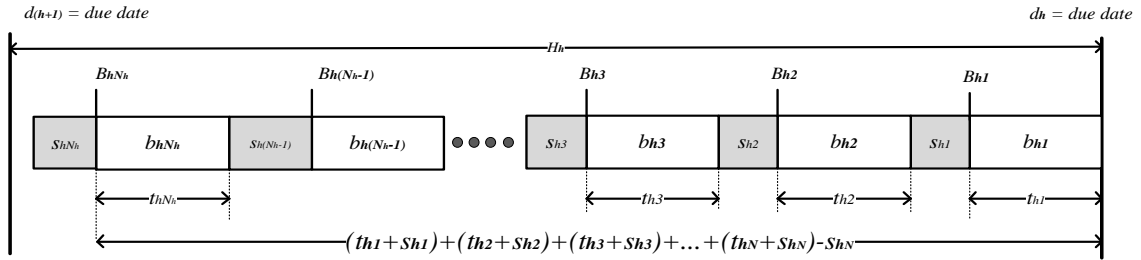 d(h+1) = due date
dh = due date
Hh
BhNh
Bh(Nh-1)
Bh3
Bh2
Bh1
shNh
bhNh
sh(Nh-1)
bh(Nh-1)
sh3
bh3
sh2
bh2
sh1
bh1
thNh
th3
th2
th1
(th1+sh1)+(th2+sh2)+(th3+sh3)+...+(thN+shN)-shN